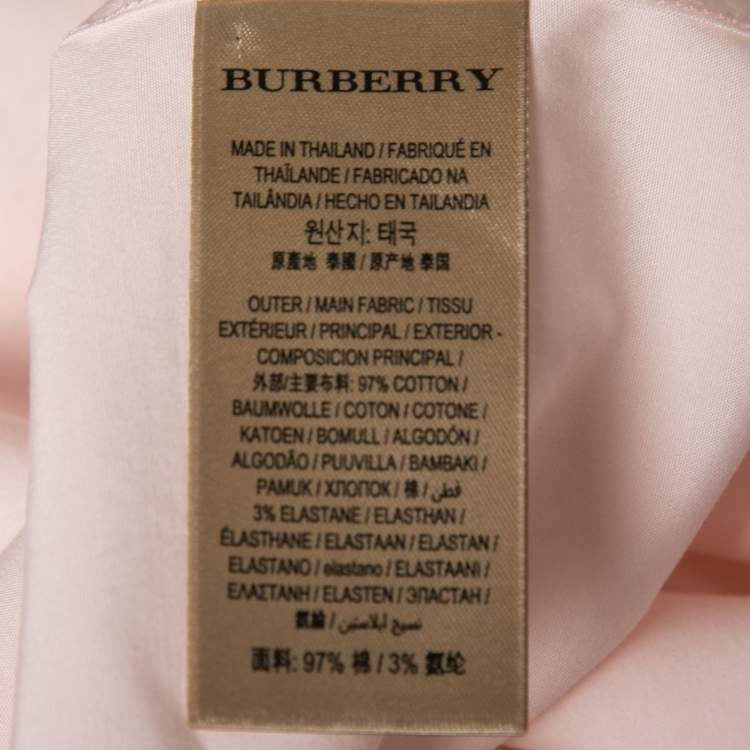 BURBERRY
MADE IN THAILAND / FABRIQUÉ EN
THAÏLANDE / FABRICADO NA
TAILÂNDIA / HECHO EN TAILANDIA
원산지: 태국
原產地 泰國 / 原产地 泰国
OUTER / MAIN FABRIC / TISSU
EXTÉRIEUR / PRINCIPAL / EXTERIOR -
COMPOSICION PRINCIPAL /
外部/主要布料: 97% COTTON /
BAUMWOLLE / COTON / COTONE /
KATOEN / BOMULL / ALGODÓN /
ALGODÃO / PUUVILLA / BAMBAKI /
PAMUK / ХЛОПОК / 棉 / قطن
3% ELASTANE / ELASTHAN /
ÉLASTHANE / ELASTAAN / ELASTAN /
ELASTANO / elastano / ELASTAANI /
ΕΛΑΣΤΑΝΗ / ELASTEN / ЭЛАСТАН /
氨綸 / نسيج ايلاستين
面料: 97% 棉 / 3% 氨纶